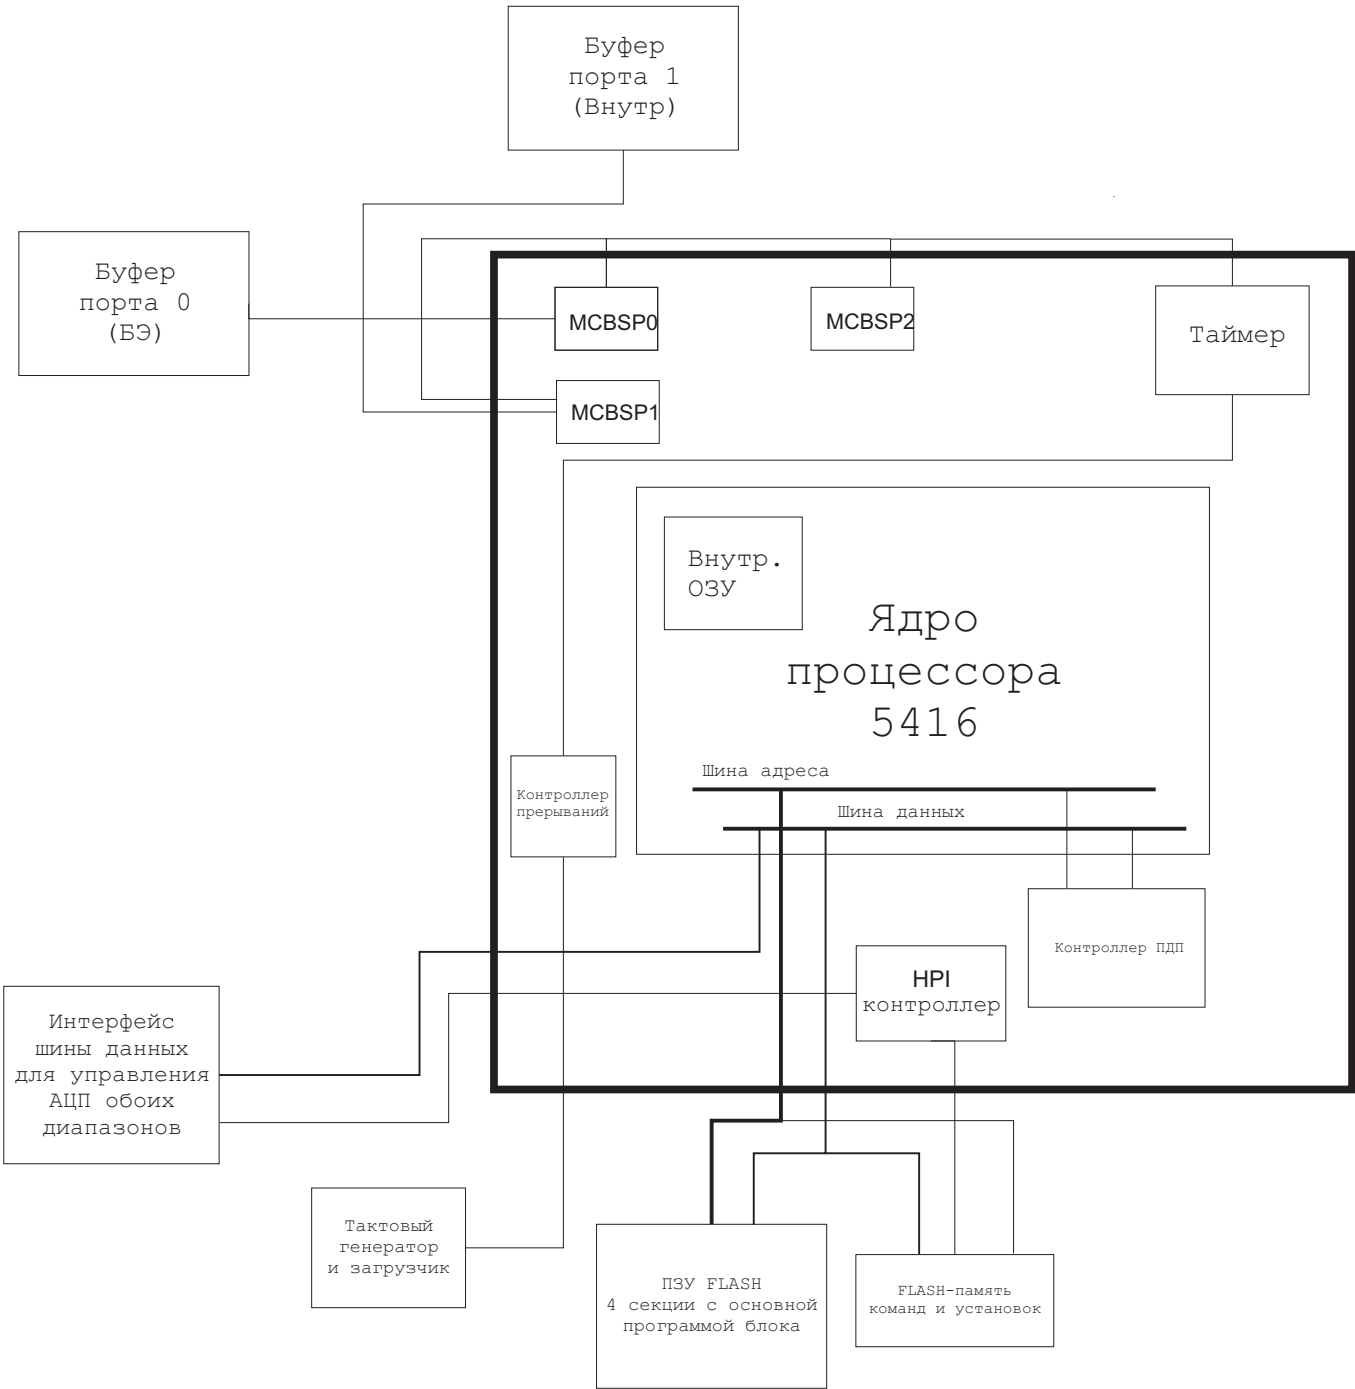 Буфер
порта 1
(Внутр)
Буфер
порта 0
(БЭ)
MCBSP0
MCBSP2
Таймер
MCBSP1
Внутр.
ОЗУ
Ядро
процессора
5416
Шина адреса
Шина данных
Контроллер
прерываний
Контроллер ПДП
HPI
контроллер
Интерфейс
шины данных
для управления
АЦП обоих
диапазонов
Тактовый
генератор
и загрузчик
ПЗУ FLASH
4 секции с основной
программой блока
FLASH-память
команд и установок